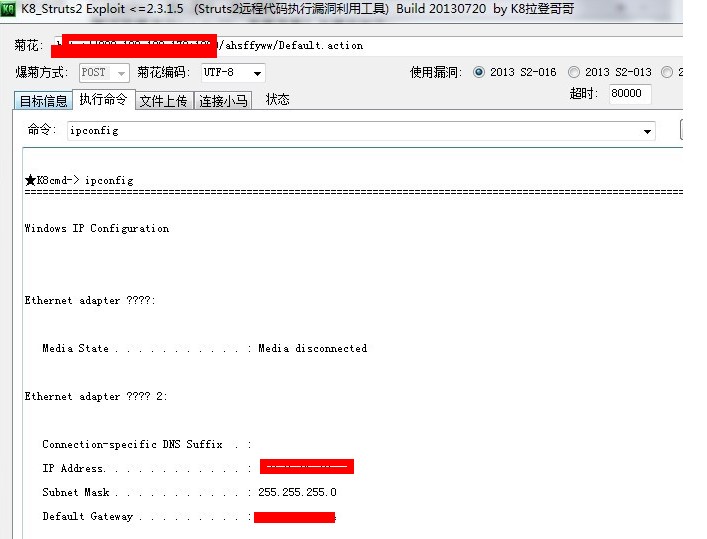 K8_Struts2 Exploit <=2.3.1.5 (Struts2远程代码执行漏洞利用工具) Build 20130720 by K8拉登哥哥
菊花: /ahsffyww/Default.action
爆菊方式: POST 菊花编码: UTF-8 使用漏洞: 2013 S2-016 2013 S2-013 2
超时: 80000
目标信息 执行命令 文件上传 连接小马 状态
命令: ipconfig
★K8cmd-> ipconfig
Windows IP Configuration
Ethernet adapter ????:
Media State . . . . . . . . . . . : Media disconnected
Ethernet adapter ???? 2:
Connection-specific DNS Suffix . :
IP Address. . . . . . . . . . . . :
Subnet Mask . . . . . . . . . . . : 255.255.255.0
Default Gateway . . . . . . . . . :